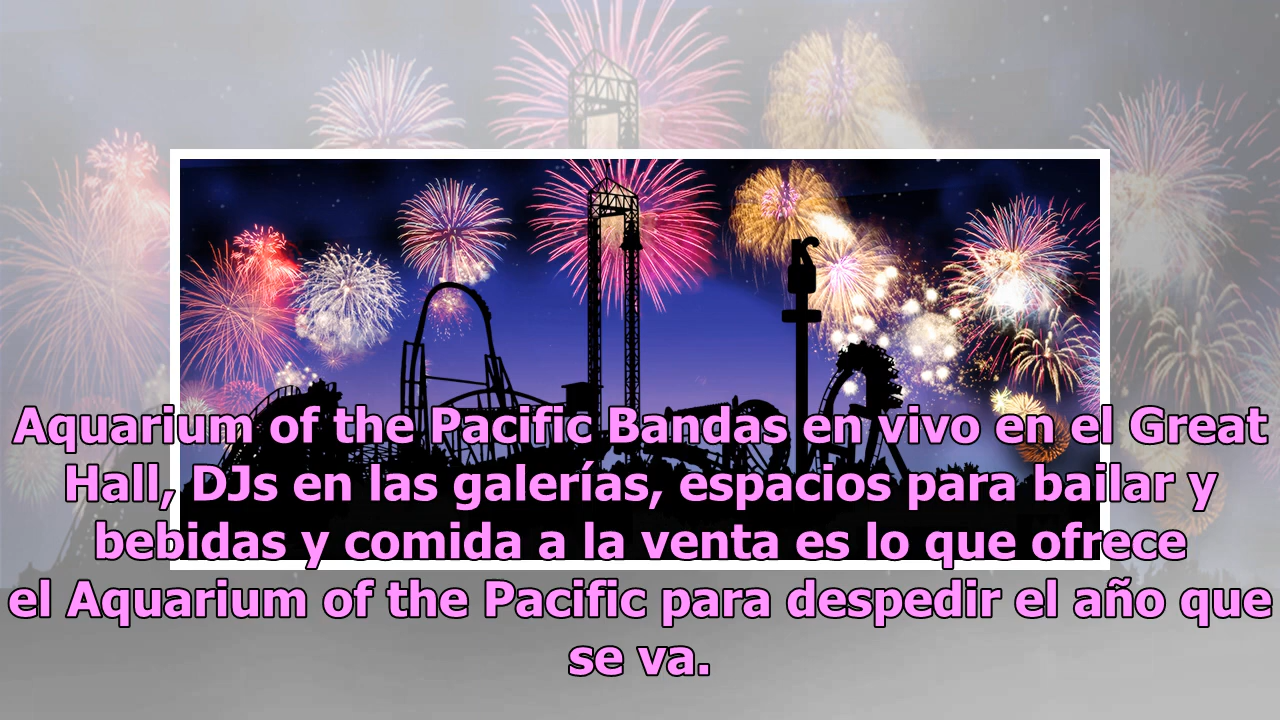 Aquarium of the Pacific Bandas en vivo en el Great
Hall, DJs en las galerías, espacios para bailar y
bebidas y comida a la venta es lo que ofrece
el Aquarium of the Pacific para despedir el año que
se va.